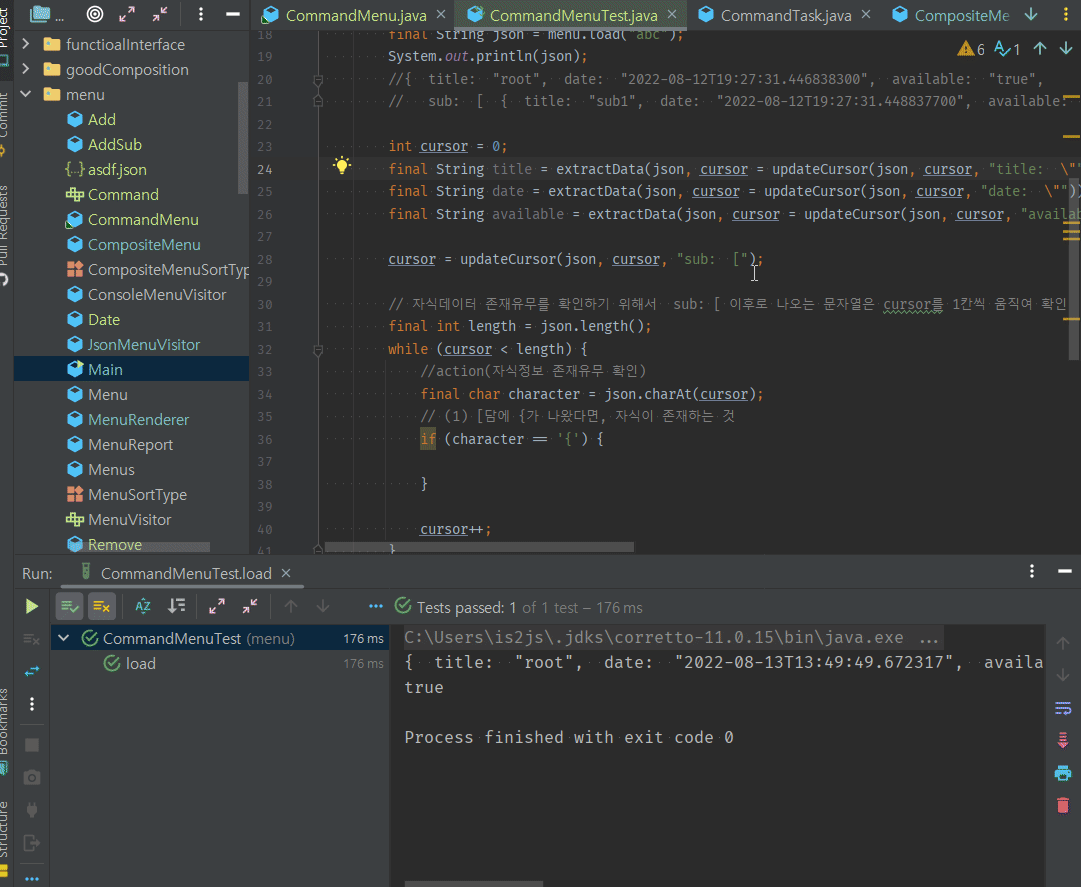 Project
Commit
Pull Requests
Bookmarks
Structure
...
CommandMenu.java
CommandMenuTest.java
CommandTask.java
CompositeMe
functioalInterface
goodComposition
menu
Add
AddSub
asdf.json
Command
CommandMenu
CompositeMenu
CompositeMenuSortTyp
ConsoleMenuVisitor
Date
JsonMenuVisitor
Main
Menu
MenuRenderer
MenuReport
Menus
MenuSortType
MenuVisitor
Remove
6 1
18 final String json = menu.load("abc");
19 System.out.println(json);
20 //{ title: "root", date: "2022-08-12T19:27:31.446838300", available: "true",
21 // sub: [ { title: "sub1", date: "2022-08-12T19:27:31.448837700", available:
22
23 int cursor = 0;
24 final String title = extractData(json, cursor = updateCursor(json, cursor, "title: \""
25 final String date = extractData(json, cursor = updateCursor(json, cursor, "date: \""))
26 final String available = extractData(json, cursor = updateCursor(json, cursor, "availab
27
28 cursor = updateCursor(json, cursor, "sub: [");
29
30 // 자식데이터 존재유무를 확인하기 위해서 sub: [ 이후로 나오는 문자열은 cursor를 1칸씩 움직여 확인
31 final int length = json.length();
32 while (cursor < length) {
33 //action(자식정보 존재유무 확인)
34 final char character = json.charAt(cursor);
35 // (1) [담에 {가 나왔다면, 자식이 존재하는 것
36 if (character == '{') {
37
38 }
39
40 cursor++;
41 }
Run: CommandMenuTest.load
Tests passed: 1 of 1 test – 176 ms
CommandMenuTest (menu) 176 ms
load 176 ms
C:\Users\is2js\.jdks\corretto-11.0.15\bin\java.exe ...
{ title: "root", date: "2022-08-13T13:49:49.672317", availa
true
Process finished with exit code 0